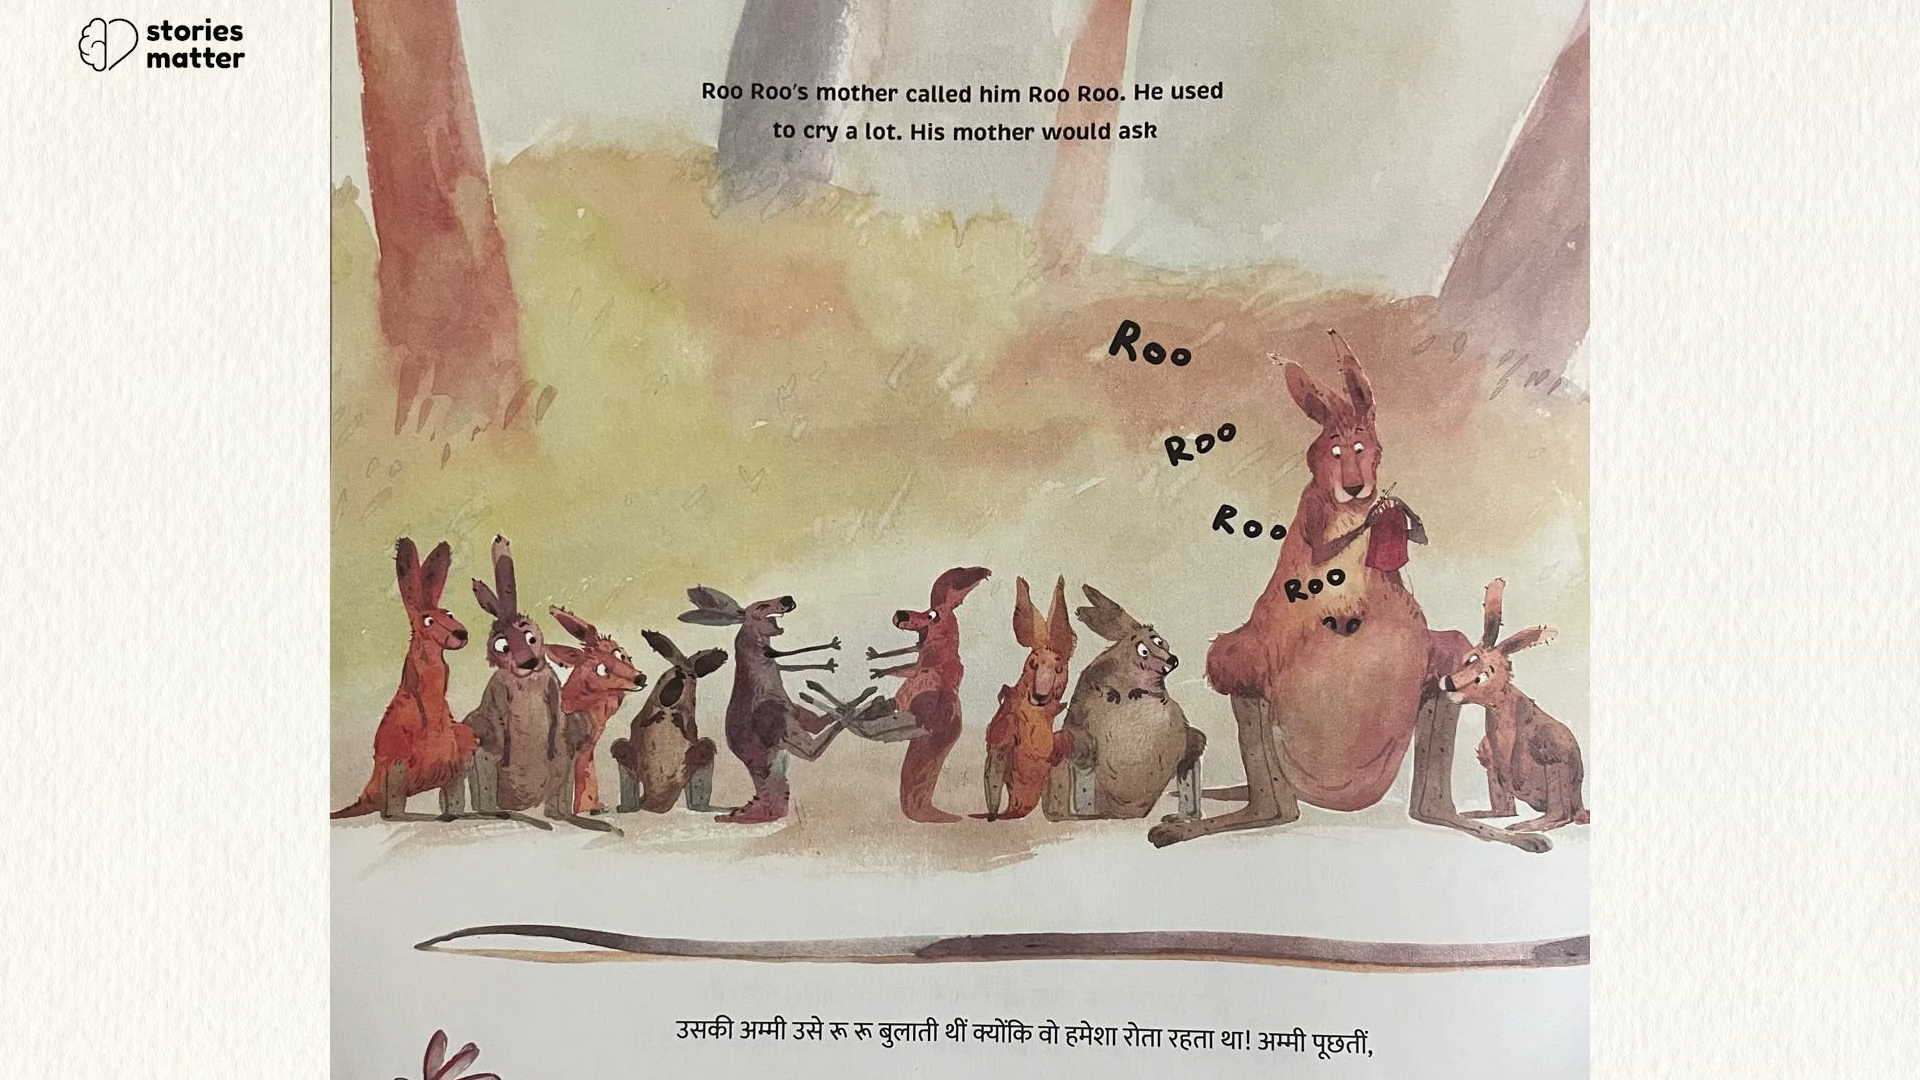 stories
matter
Roo Roo's mother called him Roo Roo. He used
to cry a lot. His mother would ask
Roo
Roo
Roo
Roo
उसकी अम्मी उसे रू रू बुलाती थीं क्योंकि वो हमेशा रोता रहता था! अम्मी पूछतीं,